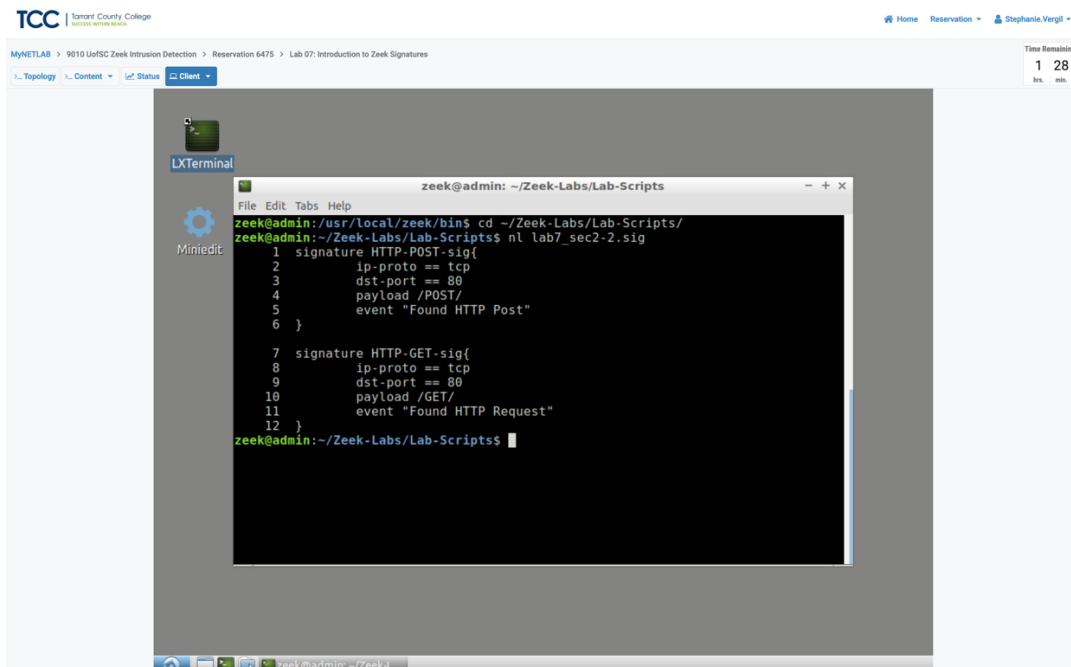 TCC | Tarrant County College
SUCCESS WITHIN REACH
Home Reservation Stephanie.Vergil
MyNETLAB > 9010 UofSC Zeek Intrusion Detection > Reservation 6475 > Lab 07: Introduction to Zeek Signatures
Time Remainin
1 28
hrs. min.
>_ Topology >_ Content Status Client
LXTerminal
Miniedit
zeek@admin: ~/Zeek-Labs/Lab-Scripts
File Edit Tabs Help
zeek@admin:/usr/local/zeek/bin$ cd ~/Zeek-Labs/Lab-Scripts/
zeek@admin:~/Zeek-Labs/Lab-Scripts$ nl lab7_sec2-2.sig
1 signature HTTP-POST-sig{
2 ip-proto == tcp
3 dst-port == 80
4 payload /POST/
5 event "Found HTTP Post"
6 }
7 signature HTTP-GET-sig{
8 ip-proto == tcp
9 dst-port == 80
10 payload /GET/
11 event "Found HTTP Request"
12 }
zeek@admin:~/Zeek-Labs/Lab-Scripts$
zeek@admin: ~/Zeek-L